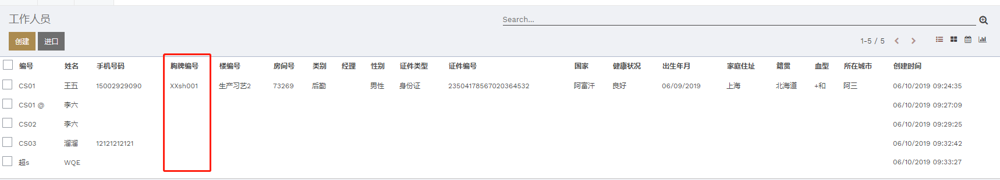 工作人员
Search...
创建 进口
1-5 / 5
编号 姓名 手机号码 胸牌编号 楼编号 房间号 类别 经理 性别 证件类型 证件编号 国家 健康状况 出生年月 家庭住址 籍贯 血型 所在城市 创建时间
CS01 王五 15002929090 XXsh001 生产习艺2 73269 后勤 男性 身份证 23504178567020364532 阿富汗 良好 06/09/2019 上海 北海道 +和 阿三 06/10/2019 09:24:35
CS01 @ 李六 06/10/2019 09:27:09
CS02 李六 06/10/2019 09:29:25
CS03 溜溜 12121212121 06/10/2019 09:32:42
超s WQE 06/10/2019 09:33:27